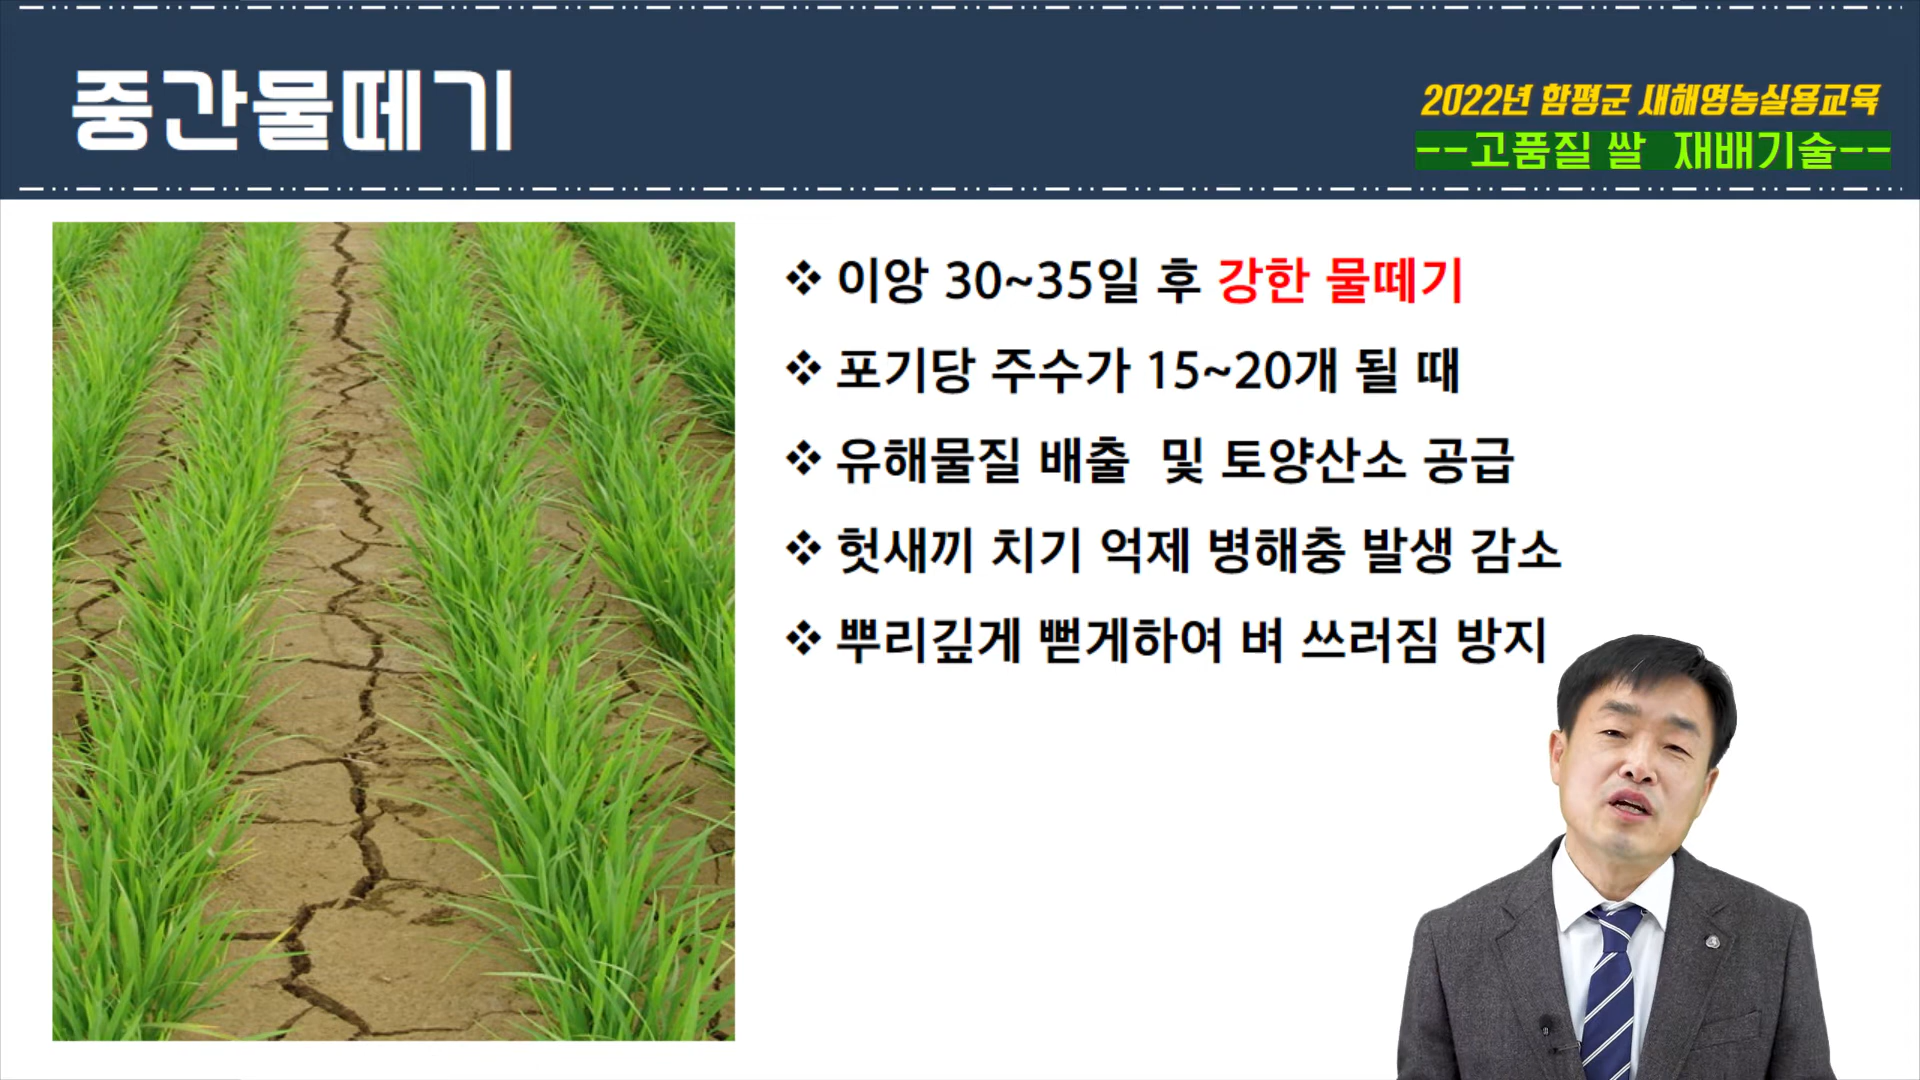 중간물떼기
2022년 함평군 새해영농실용교육
--고품질 쌀 재배기술--
❖ 이앙 30~35일 후 강한 물떼기
❖ 포기당 주수가 15~20개 될 때
❖ 유해물질 배출 및 토양산소 공급
❖ 헛새끼 치기 억제 병해충 발생 감소
❖ 뿌리깊게 뻗게하여 벼 쓰러짐 방지